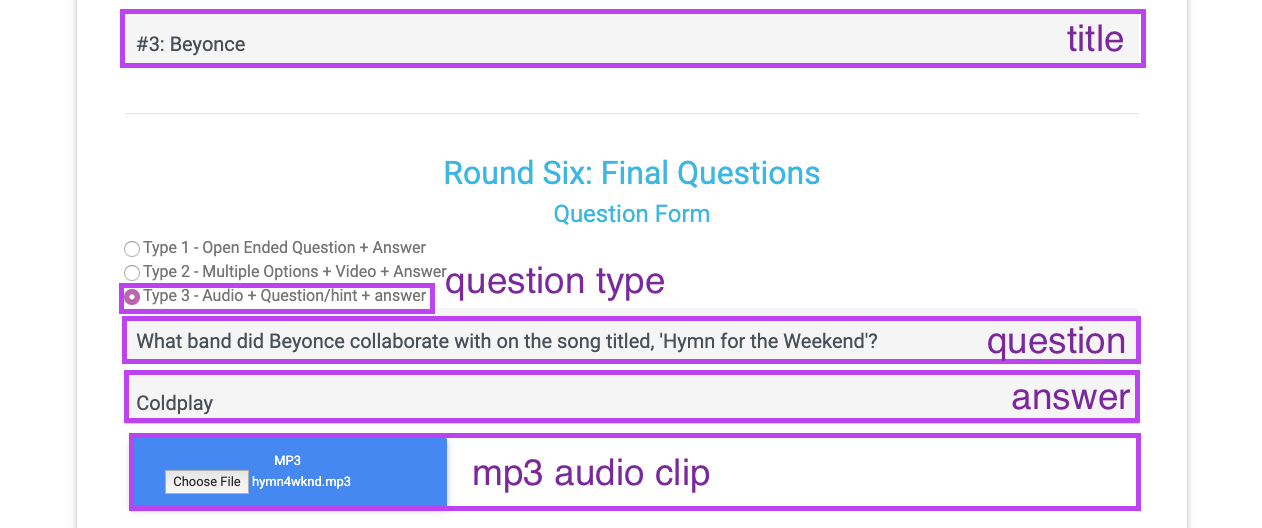 #3: Beyonce title
Round Six: Final Questions
Question Form
Type 1 - Open Ended Question + Answer
Type 2 - Multiple Options + Video + Answer
question type
Type 3 - Audio + Question/hint + answer
What band did Beyonce collaborate with on the song titled, 'Hymn for the Weekend'? question
Coldplay answer
MP3
Choose File hymn4wknd.mp3
mp3 audio clip